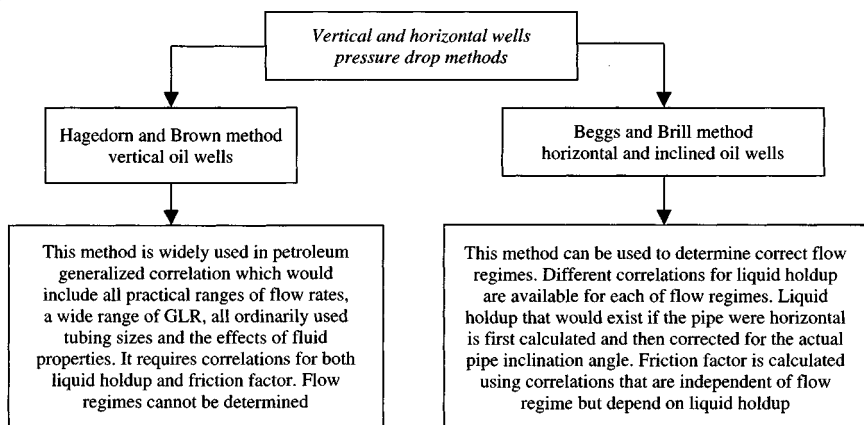 Vertical and horizontal wells
pressure drop methods
Hagedorn and Brown method
vertical oil wells
Beggs and Brill method
horizontal and inclined oil wells
This method is widely used in petroleum
generalized correlation which would
include all practical ranges of flow rates,
a wide range of GLR, all ordinarily used
tubing sizes and the effects of fluid
properties. It requires correlations for both
liquid holdup and friction factor. Flow
regimes cannot be determined
This method can be used to determine correct flow
regimes. Different correlations for liquid holdup
are available for each of flow regimes. Liquid
holdup that would exist if the pipe were horizontal
is first calculated and then corrected for the actual
pipe inclination angle. Friction factor is calculated
using correlations that are independent of flow
regime but depend on liquid holdup